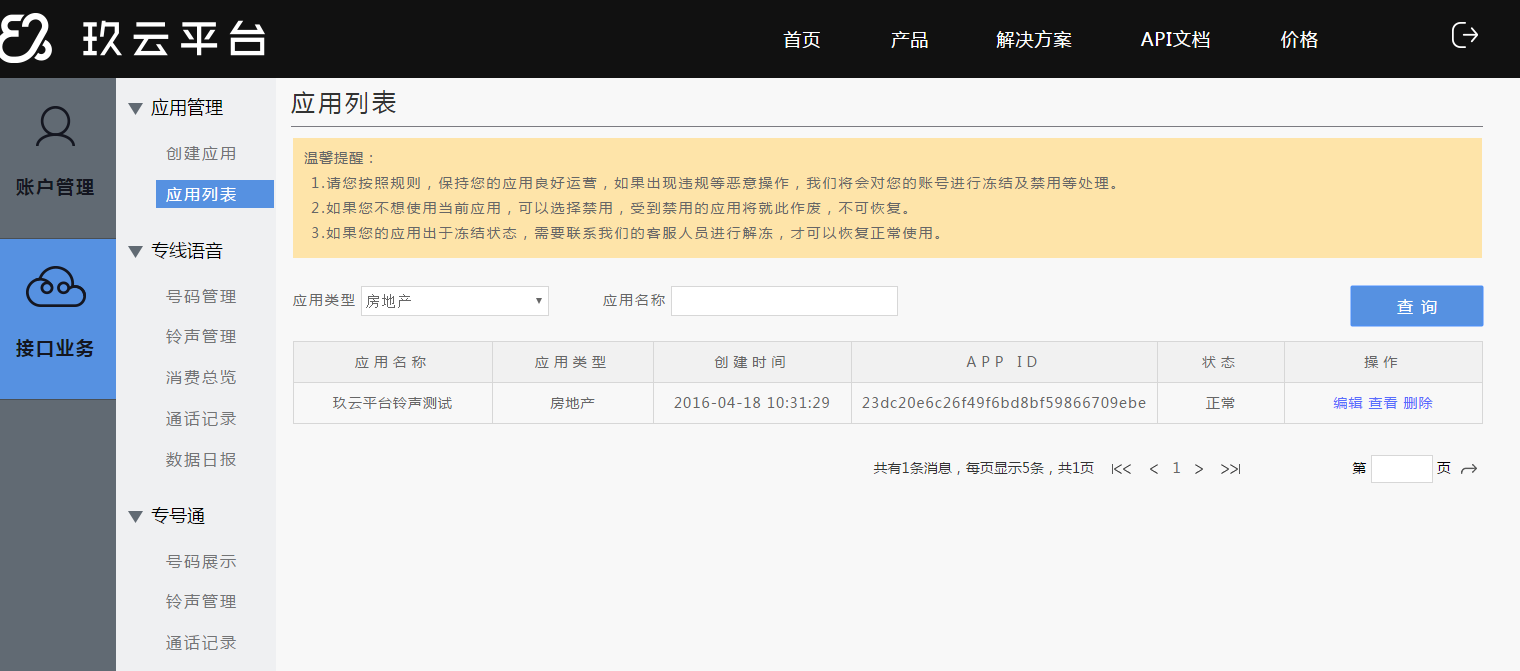 玖云平台
首页 产品 解决方案 API文档 价格
账户管理
接口业务
应用管理
创建应用
应用列表
专线语音
号码管理
铃声管理
消费总览
通话记录
数据日报
专号通
号码展示
铃声管理
通话记录
应用列表
温馨提醒：
1.请您按照规则，保持您的应用良好运营，如果出现违规等恶意操作，我们将会对您的账号进行冻结及禁用等处理。
2.如果您不想使用当前应用，可以选择禁用，受到禁用的应用将就此作废，不可恢复。
3.如果您的应用出于冻结状态，需要联系我们的客服人员进行解冻，才可以恢复正常使用。
应用类型 房地产 应用名称 查 询
应用名称 应用类型 创建时间 APP ID 状态 操作
玖云平台铃声测试 房地产 2016-04-18 10:31:29 23dc20e6c26f49f6bd8bf59866709ebe 正常 编辑 查看 删除
共有1条消息，每页显示5条，共1页 |<< < 1 > >>| 第 页